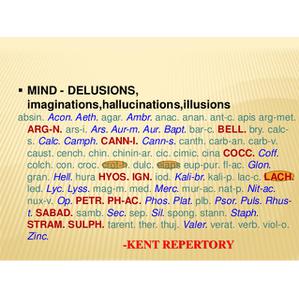 ▪ MIND - DELUSIONS,
imaginations,hallucinations,illusions
absin. Acon. Aeth. agar. Ambr. anac. anan. ant-c. apis arg-met.
ARG-N. ars-i. Ars. Aur-m. Aur. Bapt. bar-c. BELL. bry. calc-
s. Calc. Camph. CANN-I. Cann-s. canth. carb-an. carb-v.
caust. cench. chin. chinin-ar. cic. cimic. cina COCC. Coff.
colch. con. croc. crot-h. dulc. elaps eup-pur. fl-ac. Glon.
gran. Hell. hura HYOS. IGN. iod. Kali-br. kali-p. lac-c. LACH.
led. Lyc. Lyss. mag-m. med. Merc. mur-ac. nat-p. Nit-ac.
nux-v. Op. PETR. PH-AC. Phos. Plat. plb. Psor. Puls. Rhus-
t. SABAD. samb. Sec. sep. Sil. spong. stann. Staph.
STRAM. SULPH. tarent. ther. thuj. Valer. verat. verb. viol-o.
Zinc.
-KENT REPERTORY